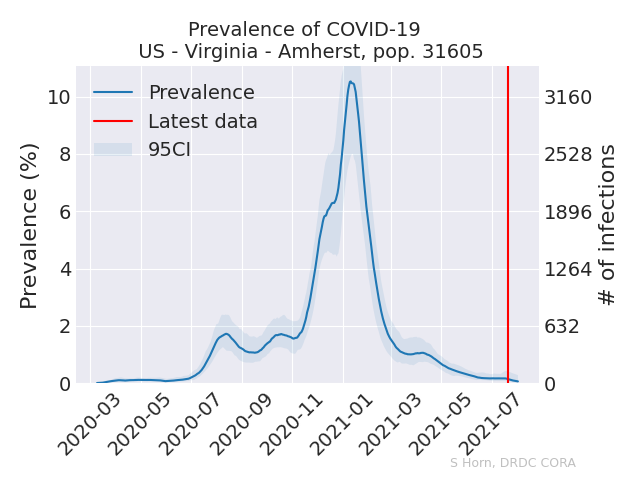 Prevalence of COVID-19
US - Virginia - Amherst, pop. 31605
Prevalence
Latest data
95CI
Prevalence (%)
10
8
6
4
2
0
3160
2528
1896
1264
632
0
# of infections
2020-03
2020-05
2020-07
2020-09
2020-11
2021-01
2021-03
2021-05
2021-07
S Horn, DRDC CORA